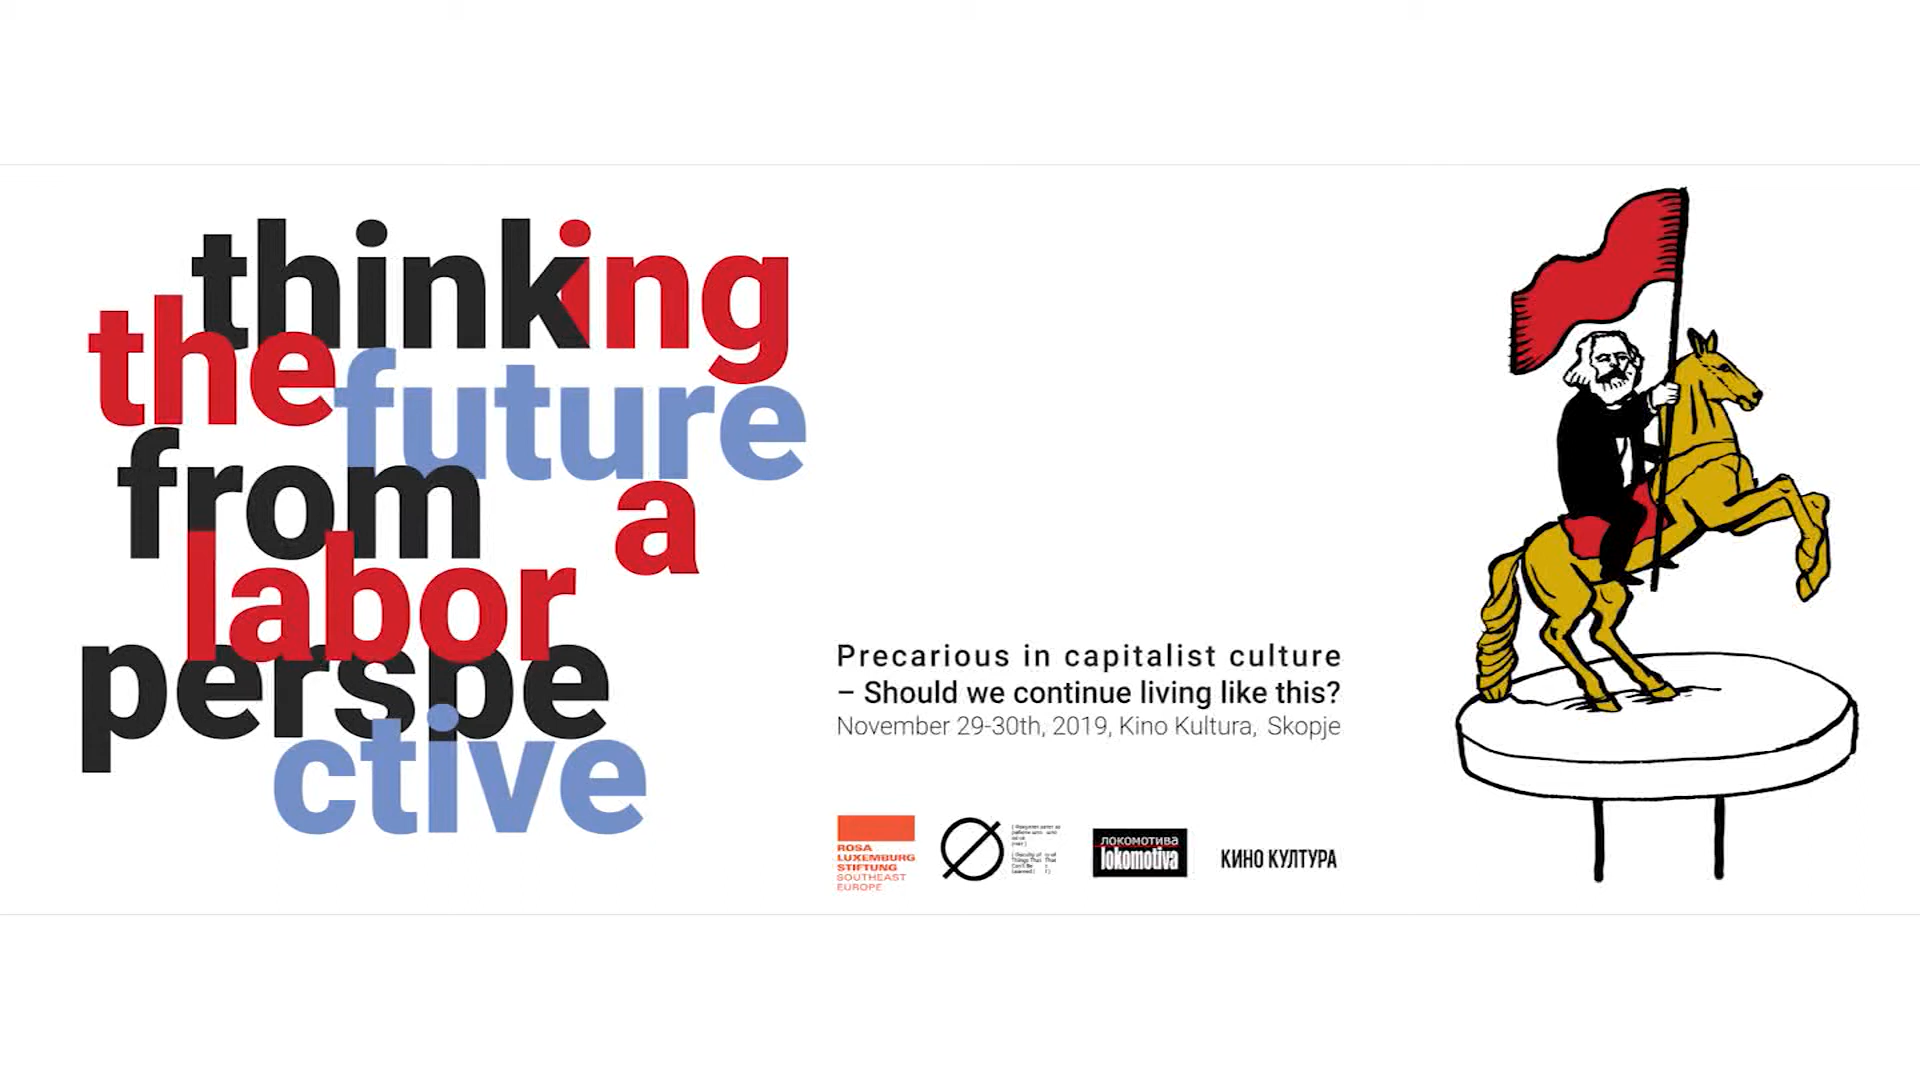 thinking
the future
from a
labor
perspe
ctive
Precarious in capitalist culture
– Should we continue living like this?
November 29-30th, 2019, Kino Kultura, Skopje
ROSA
LUXEMBURG
STIFTUNG
SOUTHEAST
EUROPE
ЛОКОМОТИВА
lokomotiva
КИНО КУЛТУРА